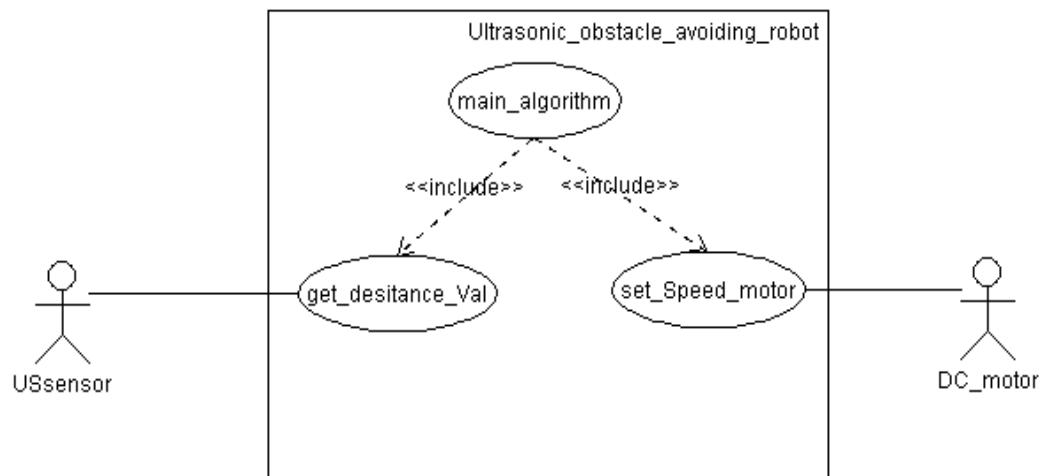 Ultrasonic_obstacle_avoiding_robot
main_algorithm
<<include>>
<<include>>
get_desitance_Val
set_Speed_motor
USsensor
DC_motor